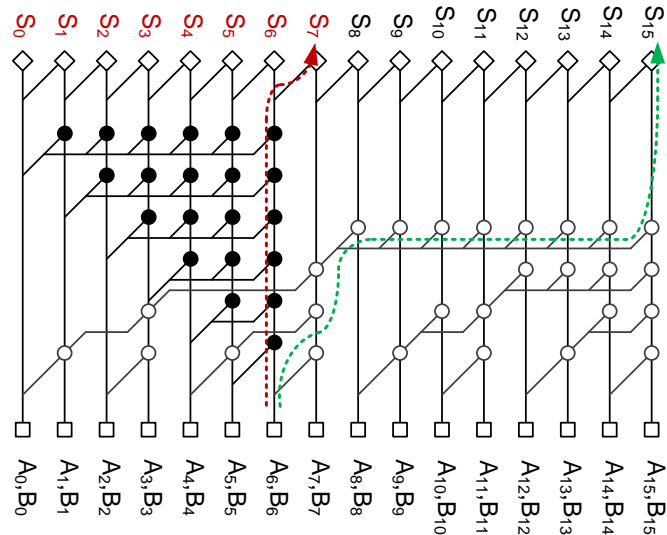 S₀ S₁ S₂ S₃ S₄ S₅ S₆ S₇ S₈ S₉ S₁₀ S₁₁ S₁₂ S₁₃ S₁₄ S₁₅
A₀,B₀ A₁,B₁ A₂,B₂ A₃,B₃ A₄,B₄ A₅,B₅ A₆,B₆ A₇,B₇ A₈,B₈ A₉,B₉ A₁₀,B₁₀ A₁₁,B₁₁ A₁₂,B₁₂ A₁₃,B₁₃ A₁₄,B₁₄ A₁₅,B₁₅